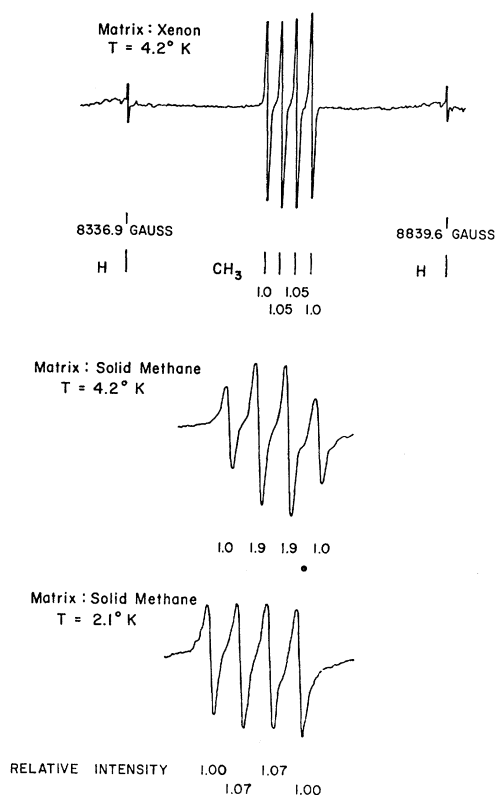 Matrix : Xenon
T = 4.2° K
8336.9 GAUSS
8839.6 GAUSS
H
CH3
H
1.0 1.05
1.05 1.0
Matrix : Solid Methane
T = 4.2° K
1.0 1.9 1.9 1.0
Matrix : Solid Methane
T = 2.1° K
RELATIVE INTENSITY 1.00 1.07
1.07 1.00